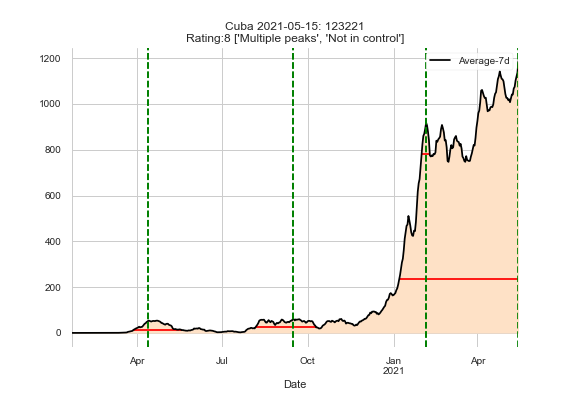 Cuba 2021-05-15: 123221
Rating:8 ['Multiple peaks', 'Not in control']
Average-7d
1200
1000
800
600
400
200
0
Apr
Jul
Oct
Jan
2021
Apr
Date